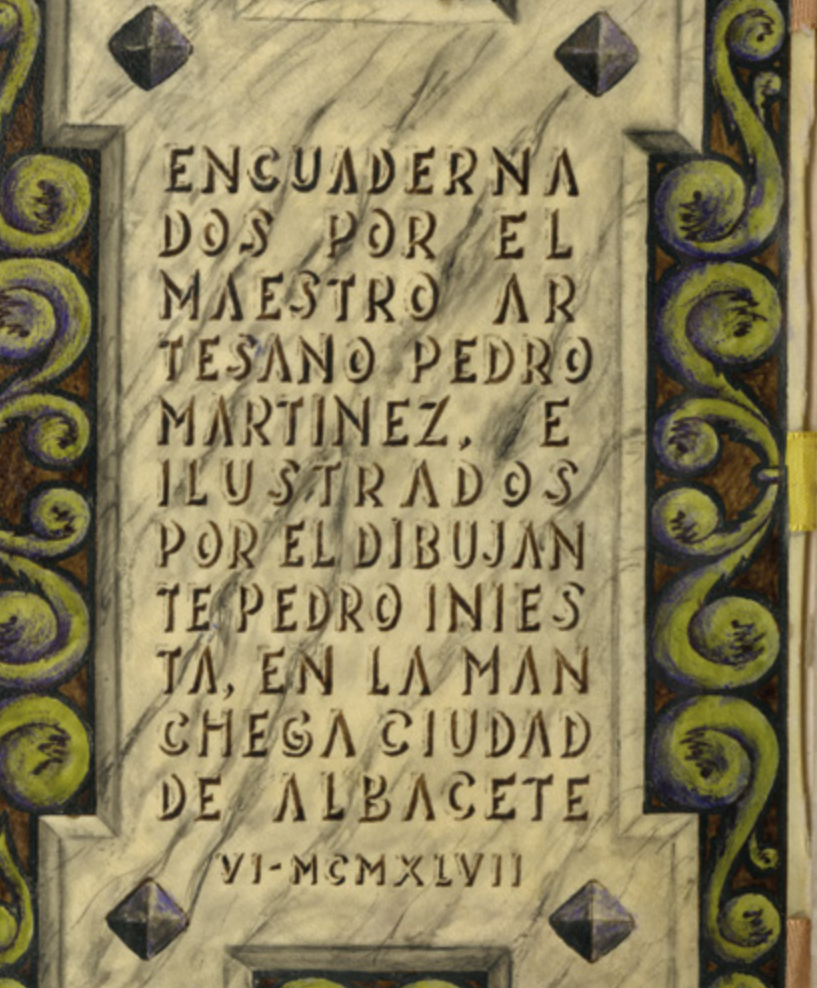 ENCUADERNA
DOS POR EL
MAESTRO AR
TESANO PEDRO
MARTINEZ, E
ILUSTRADOS
POR EL DIBUJAN
TE PEDRO INIES
TA, EN LA MAN
CHEGA CIUDAD
DE ALBACETE
VI-MCMXLVII